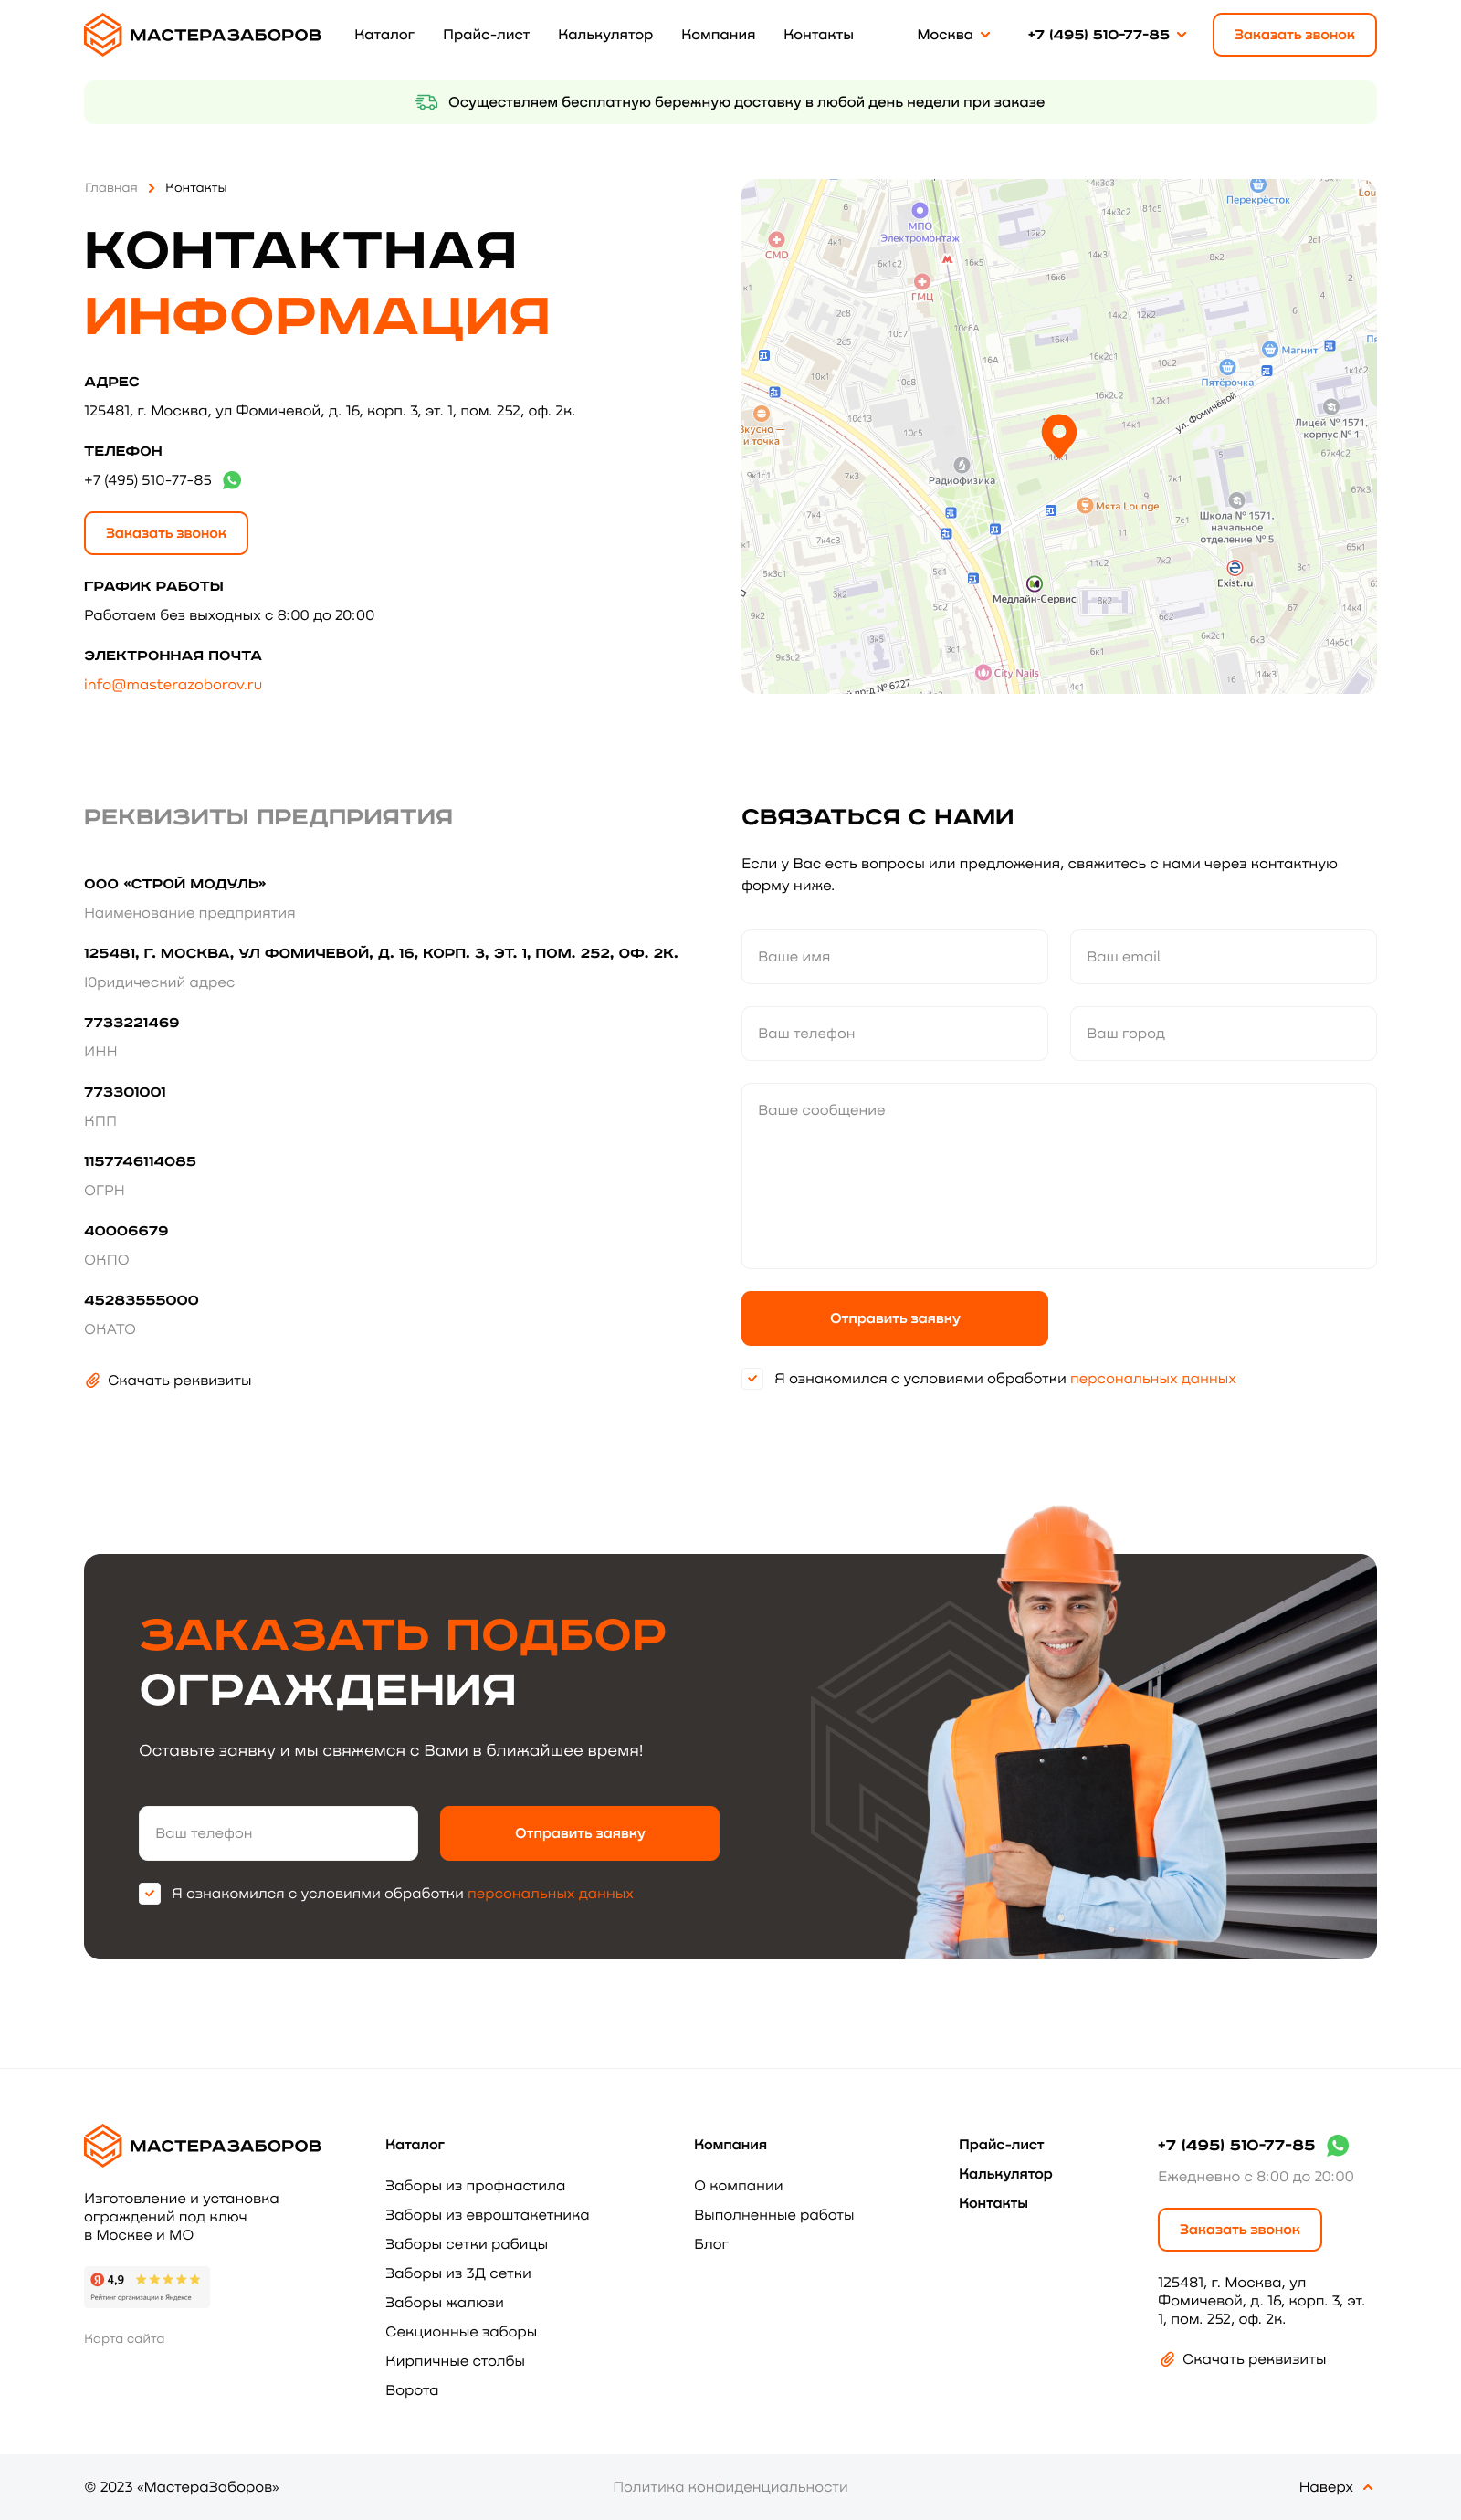 МАСТЕРАЗАБОРОВ
Каталог
Прайс-лист
Калькулятор
Компания
Контакты
Москва
+7 (495) 510-77-85
Заказать звонок
Осуществляем бесплатную бережную доставку в любой день недели при заказе
Главная
Контакты
КОНТАКТНАЯ
ИНФОРМАЦИЯ
АДРЕС
125481, г. Москва, ул Фомичевой, д. 16, корп. 3, эт. 1, пом. 252, оф. 2к.
ТЕЛЕФОН
+7 (495) 510-77-85
Заказать звонок
ГРАФИК РАБОТЫ
Работаем без выходных с 8:00 до 20:00
ЭЛЕКТРОННАЯ ПОЧТА
info@masterazoborov.ru
Перекрёсток
МПО
Электромонтаж
CMD
ГМЦ
Магнит
Пятёрочка
ул. Фомичёвой
Лицей № 1571,
корпус № 1
Вкусно —
и точка
Радиофизика
Мята Lounge
Школа № 1571,
начальное
отделение № 5
Exist.ru
Медлайн-Сервис
City Nails
пр-д № 6227
РЕКВИЗИТЫ ПРЕДПРИЯТИЯ
ООО «СТРОЙ МОДУЛЬ»
Наименование предприятия
125481, Г. МОСКВА, УЛ ФОМИЧЕВОЙ, Д. 16, КОРП. 3, ЭТ. 1, ПОМ. 252, ОФ. 2К.
Юридический адрес
7733221469
ИНН
773301001
КПП
1157746114085
ОГРН
40006679
ОКПО
45283555000
ОКАТО
Скачать реквизиты
СВЯЗАТЬСЯ С НАМИ
Если у Вас есть вопросы или предложения, свяжитесь с нами через контактную
форму ниже.
Ваше имя
Ваш email
Ваш телефон
Ваш город
Ваше сообщение
Отправить заявку
Я ознакомился с условиями обработки персональных данных
ЗАКАЗАТЬ ПОДБОР
ОГРАЖДЕНИЯ
Оставьте заявку и мы свяжемся с Вами в ближайшее время!
Ваш телефон
Отправить заявку
Я ознакомился с условиями обработки персональных данных
МАСТЕРАЗАБОРОВ
Изготовление и установка
ограждений под ключ
в Москве и МО
Я 4,9
Рейтинг организации в Яндексе
Карта сайта
Каталог
Заборы из профнастила
Заборы из евроштакетника
Заборы сетки рабицы
Заборы из 3Д сетки
Заборы жалюзи
Секционные заборы
Кирпичные столбы
Ворота
Компания
О компании
Выполненные работы
Блог
Прайс-лист
Калькулятор
Контакты
+7 (495) 510-77-85
Ежедневно с 8:00 до 20:00
Заказать звонок
125481, г. Москва, ул
Фомичевой, д. 16, корп. 3, эт.
1, пом. 252, оф. 2к.
Скачать реквизиты
© 2023 «МастераЗаборов»
Политика конфиденциальности
Наверх